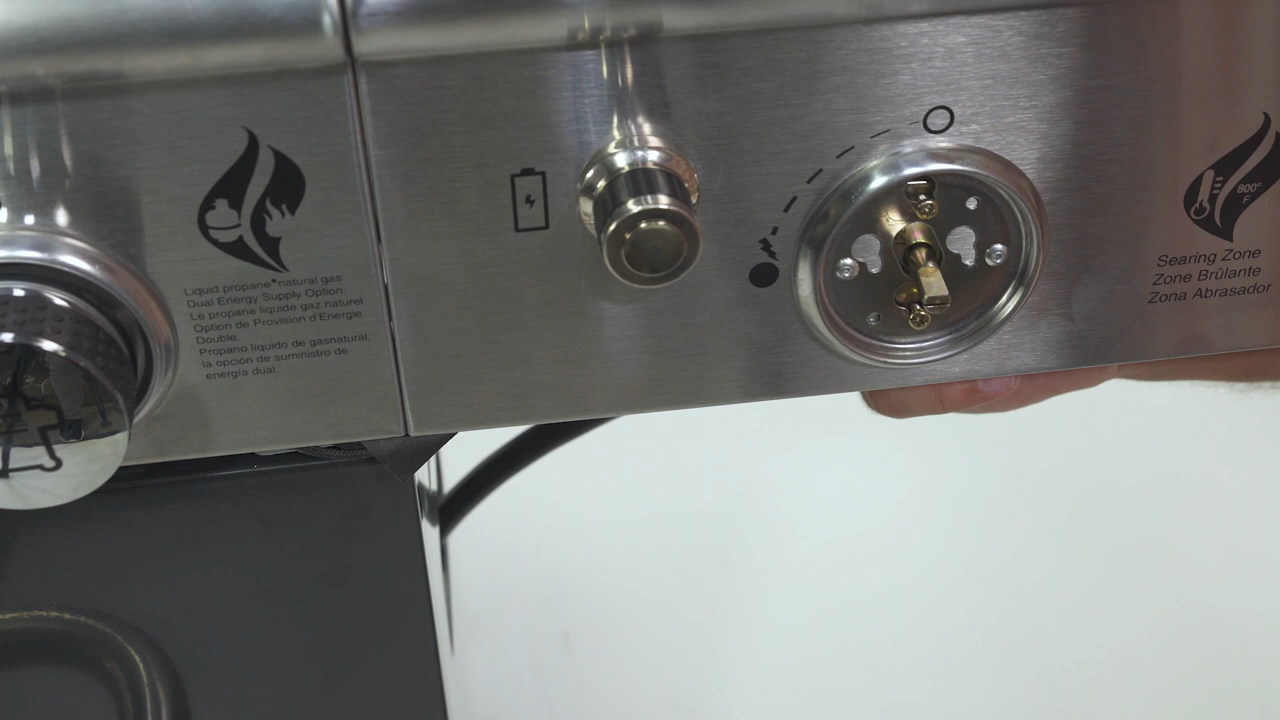 Liquid propane•natural gas
Dual Energy Supply Option.
Le propane liquide gaz naturel
Option de Provision d'Energie
Double.
Propano liquido de gasnatural,
la opción de suministro de
energia dual.
800°
F
Searing Zone
Zone Brûlante
Zona Abrasador